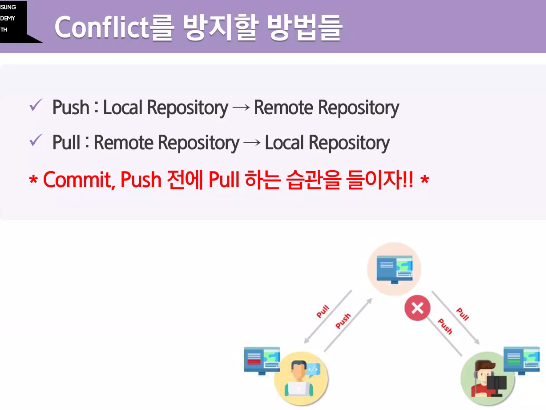 SUNG
DEMY
TH
Conflict를 방지할 방법들
Push : Local Repository → Remote Repository
Pull : Remote Repository → Local Repository
* Commit, Push 전에 Pull 하는 습관을 들이자!! *
Pull
Push
Pull
Push